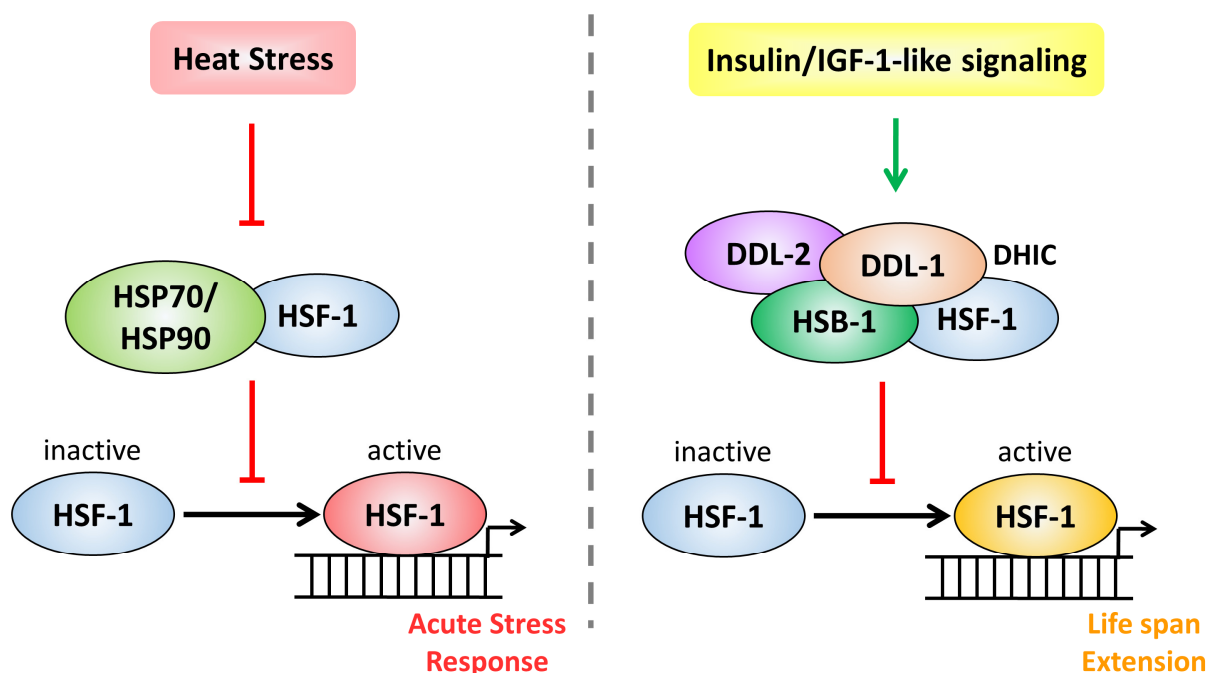 Heat Stress
HSP70/
HSP90
HSF-1
inactive
active
HSF-1
HSF-1
Acute Stress
Response
Insulin/IGF-1-like signaling
DDL-2
DDL-1
DHIC
HSB-1
HSF-1
inactive
active
HSF-1
HSF-1
Life span
Extension